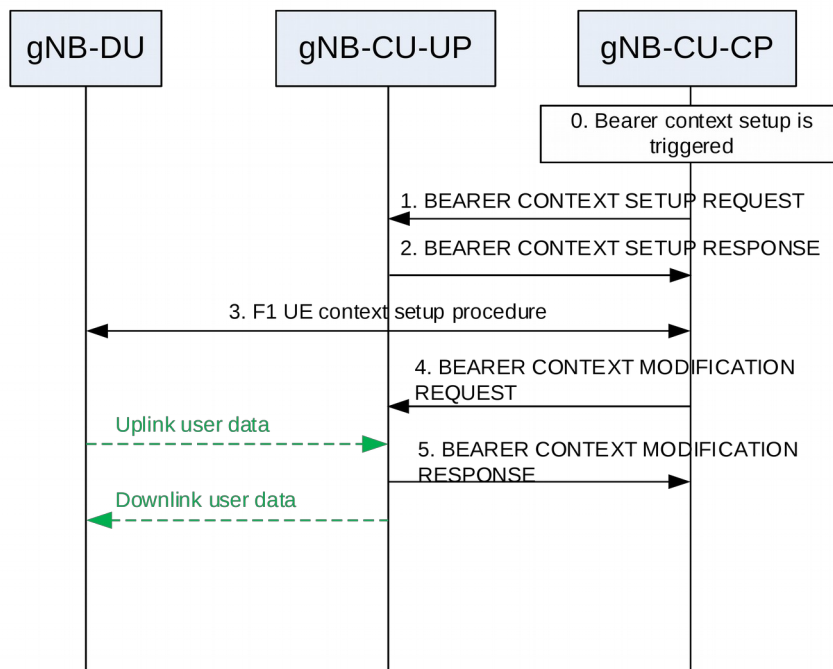 gNB-DU
gNB-CU-UP
gNB-CU-CP
0. Bearer context setup is
triggered
1. BEARER CONTEXT SETUP REQUEST
2. BEARER CONTEXT SETUP RESPONSE
3. F1 UE context setup procedure
4. BEARER CONTEXT MODIFICATION
REQUEST
Uplink user data
5. BEARER CONTEXT MODIFICATION
RESPONSE
Downlink user data